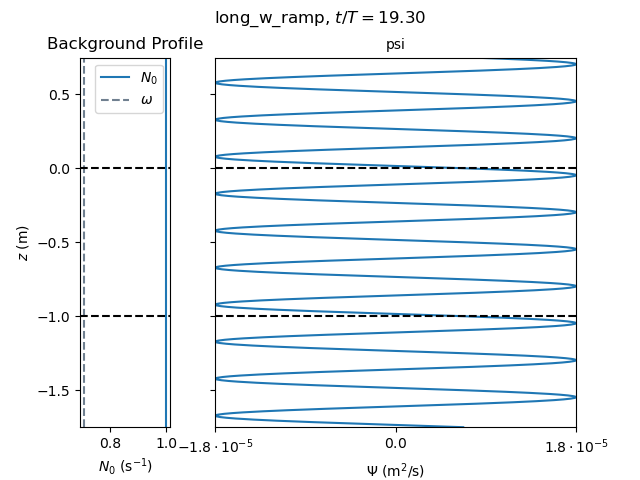 long_w_ramp, t/T = 19.30
Background Profile
psi
N₀
ω
0.5
0.0
−0.5
−1.0
−1.5
z (m)
0.8
1.0
−1.8 · 10⁻⁵
0.0
1.8 · 10⁻⁵
N₀ (s⁻¹)
Ψ (m²/s)